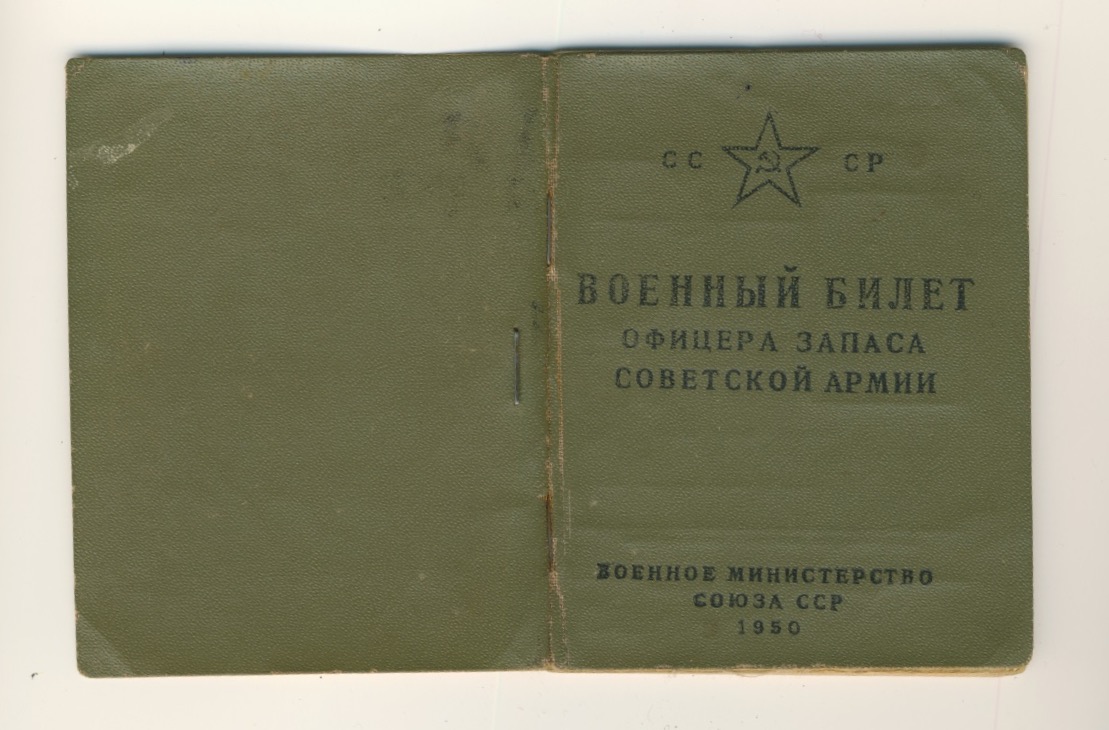 СС СР
ВОЕННЫЙ БИЛЕТ
ОФИЦЕРА ЗАПАСА
СОВЕТСКОЙ АРМИИ
ВОЕННОЕ МИНИСТЕРСТВО
СОЮЗА ССР
1950